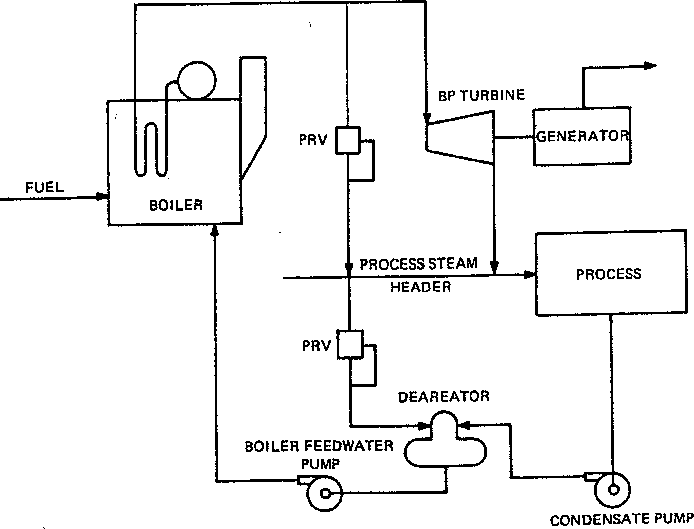 BP TURBINE
GENERATOR
PRV
FUEL
BOILER
PROCESS STEAM
HEADER
PROCESS
PRV
DEAREATOR
BOILER FEEDWATER
PUMP
CONDENSATE PUMP